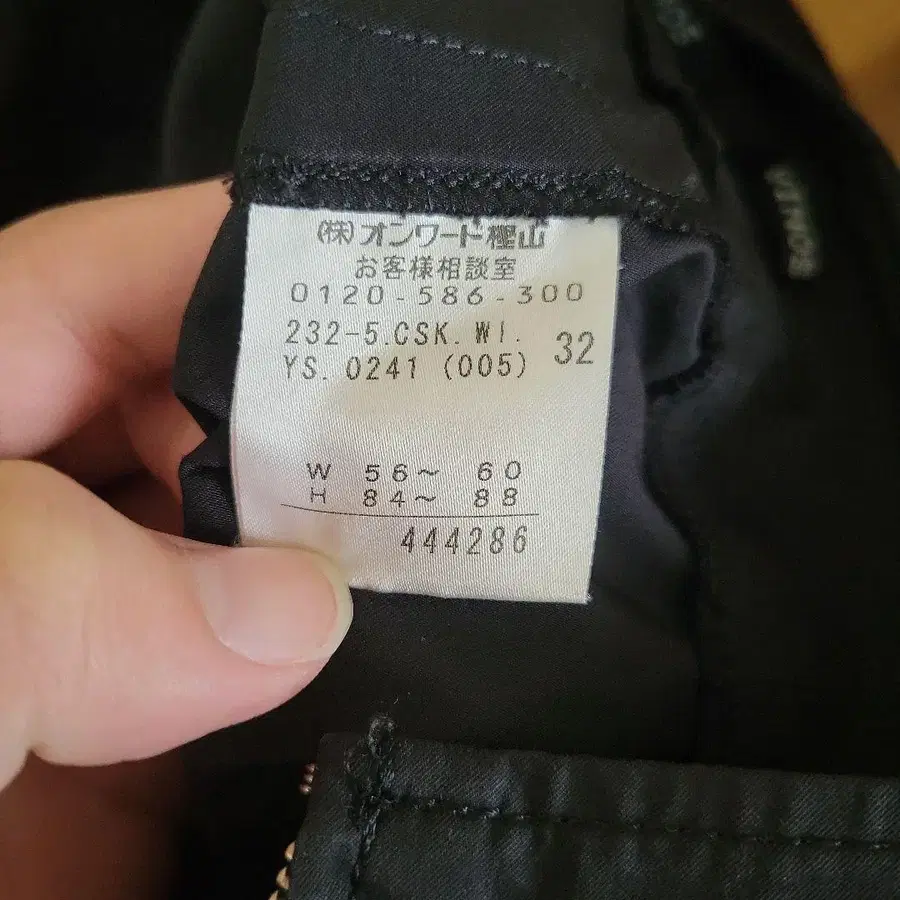 (株)オンワード樫山
お客様相談室
0120-586-300
232-5.CSK.WI.
YS.0241 (005)
32
W 56～ 60
H 84～ 88
444286